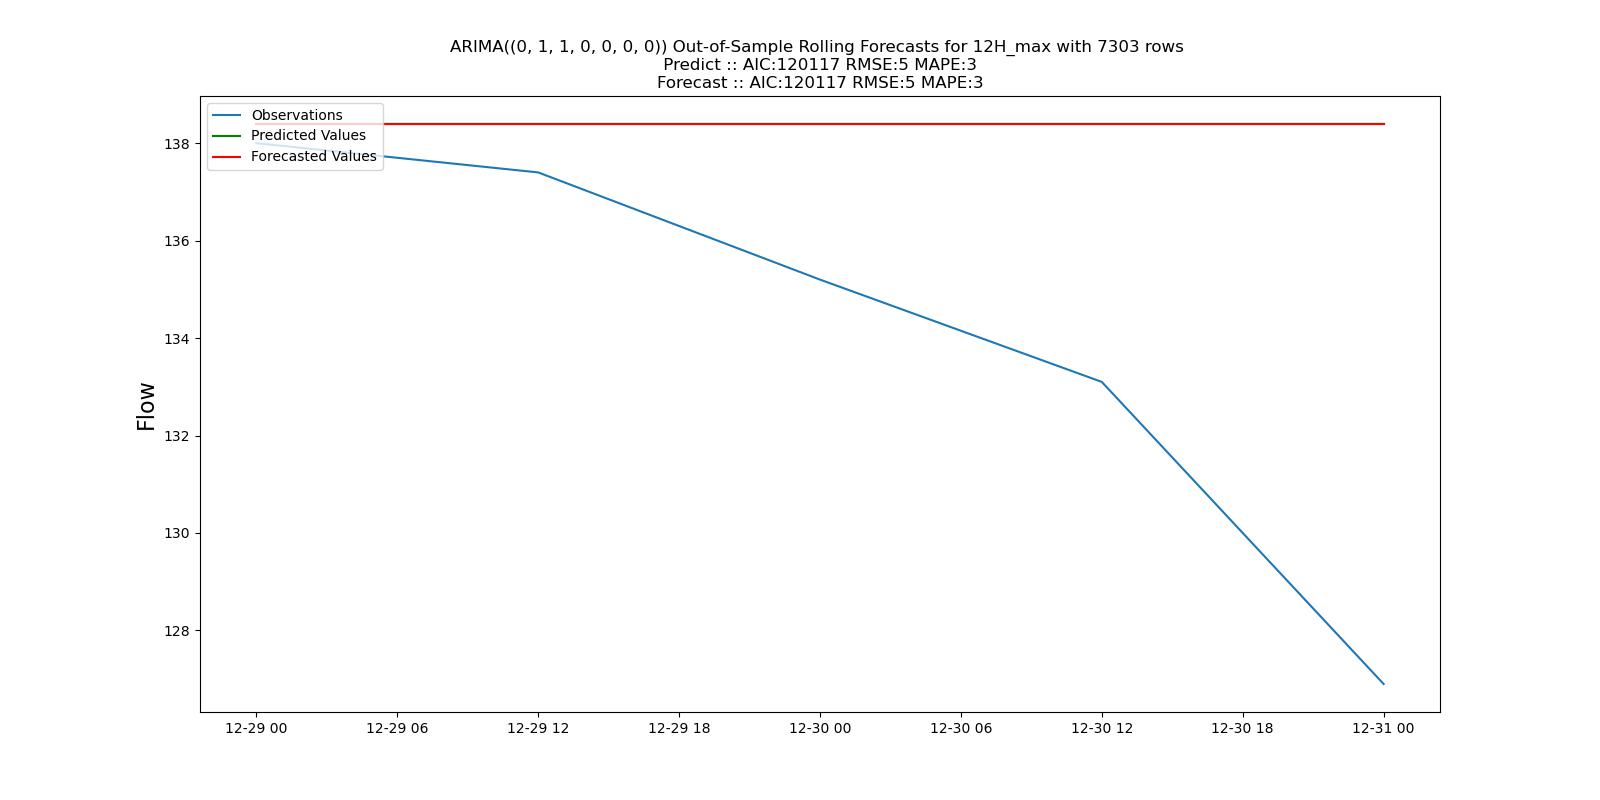 ARIMA((0, 1, 1, 0, 0, 0, 0)) Out-of-Sample Rolling Forecasts for 12H_max with 7303 rows
Predict :: AIC:120117 RMSE:5 MAPE:3
Forecast :: AIC:120117 RMSE:5 MAPE:3
Observations
Predicted Values
Forecasted Values
138
136
134
132
130
128
Flow
12-29 00
12-29 06
12-29 12
12-29 18
12-30 00
12-30 06
12-30 12
12-30 18
12-31 00